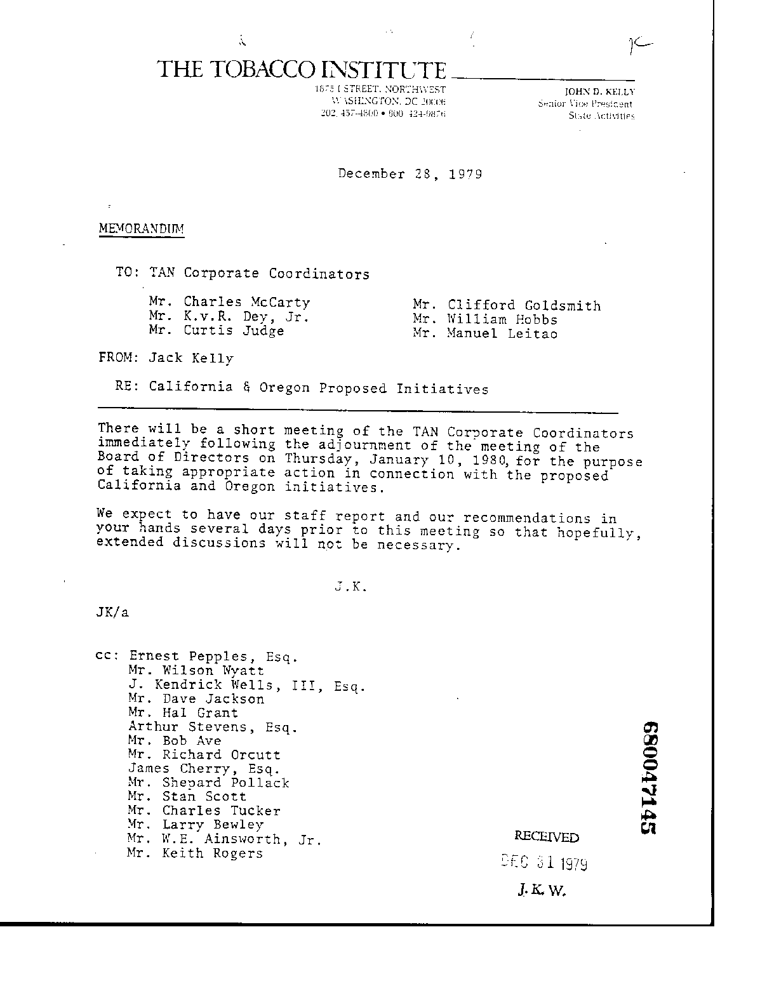 THE TOBACCO INSTITUTE
1875 I STREET, NORTHWEST
WASHINGTON, DC 20006
202/457-4800 • 800/424-9876
JOHN D. KELLY
Senior Vice President
State Activities
December 28, 1979
MEMORANDUM
TO: TAN Corporate Coordinators
Mr. Charles McCarty
Mr. Clifford Goldsmith
Mr. K.v.R. Dey, Jr.
Mr. William Hobbs
Mr. Curtis Judge
Mr. Manuel Leitao
FROM: Jack Kelly
RE: California & Oregon Proposed Initiatives
There will be a short meeting of the TAN Corporate Coordinators
immediately following the adjournment of the meeting of the
Board of Directors on Thursday, January 10, 1980, for the purpose
of taking appropriate action in connection with the proposed
California and Oregon initiatives.
We expect to have our staff report and our recommendations in
your hands several days prior to this meeting so that hopefully,
extended discussions will not be necessary.
J.K.
JK/a
cc: Ernest Pepples, Esq.
Mr. Wilson Wyatt
J. Kendrick Wells, III, Esq.
Mr. Dave Jackson
Mr. Hal Grant
Arthur Stevens, Esq.
Mr. Bob Ave
Mr. Richard Orcutt
James Cherry, Esq.
Mr. Shepard Pollack
Mr. Stan Scott
Mr. Charles Tucker
Mr. Larry Bewley
Mr. W.E. Ainsworth, Jr.
Mr. Keith Rogers
RECEIVED
DEC 31 1979
J.K.W.
680047145